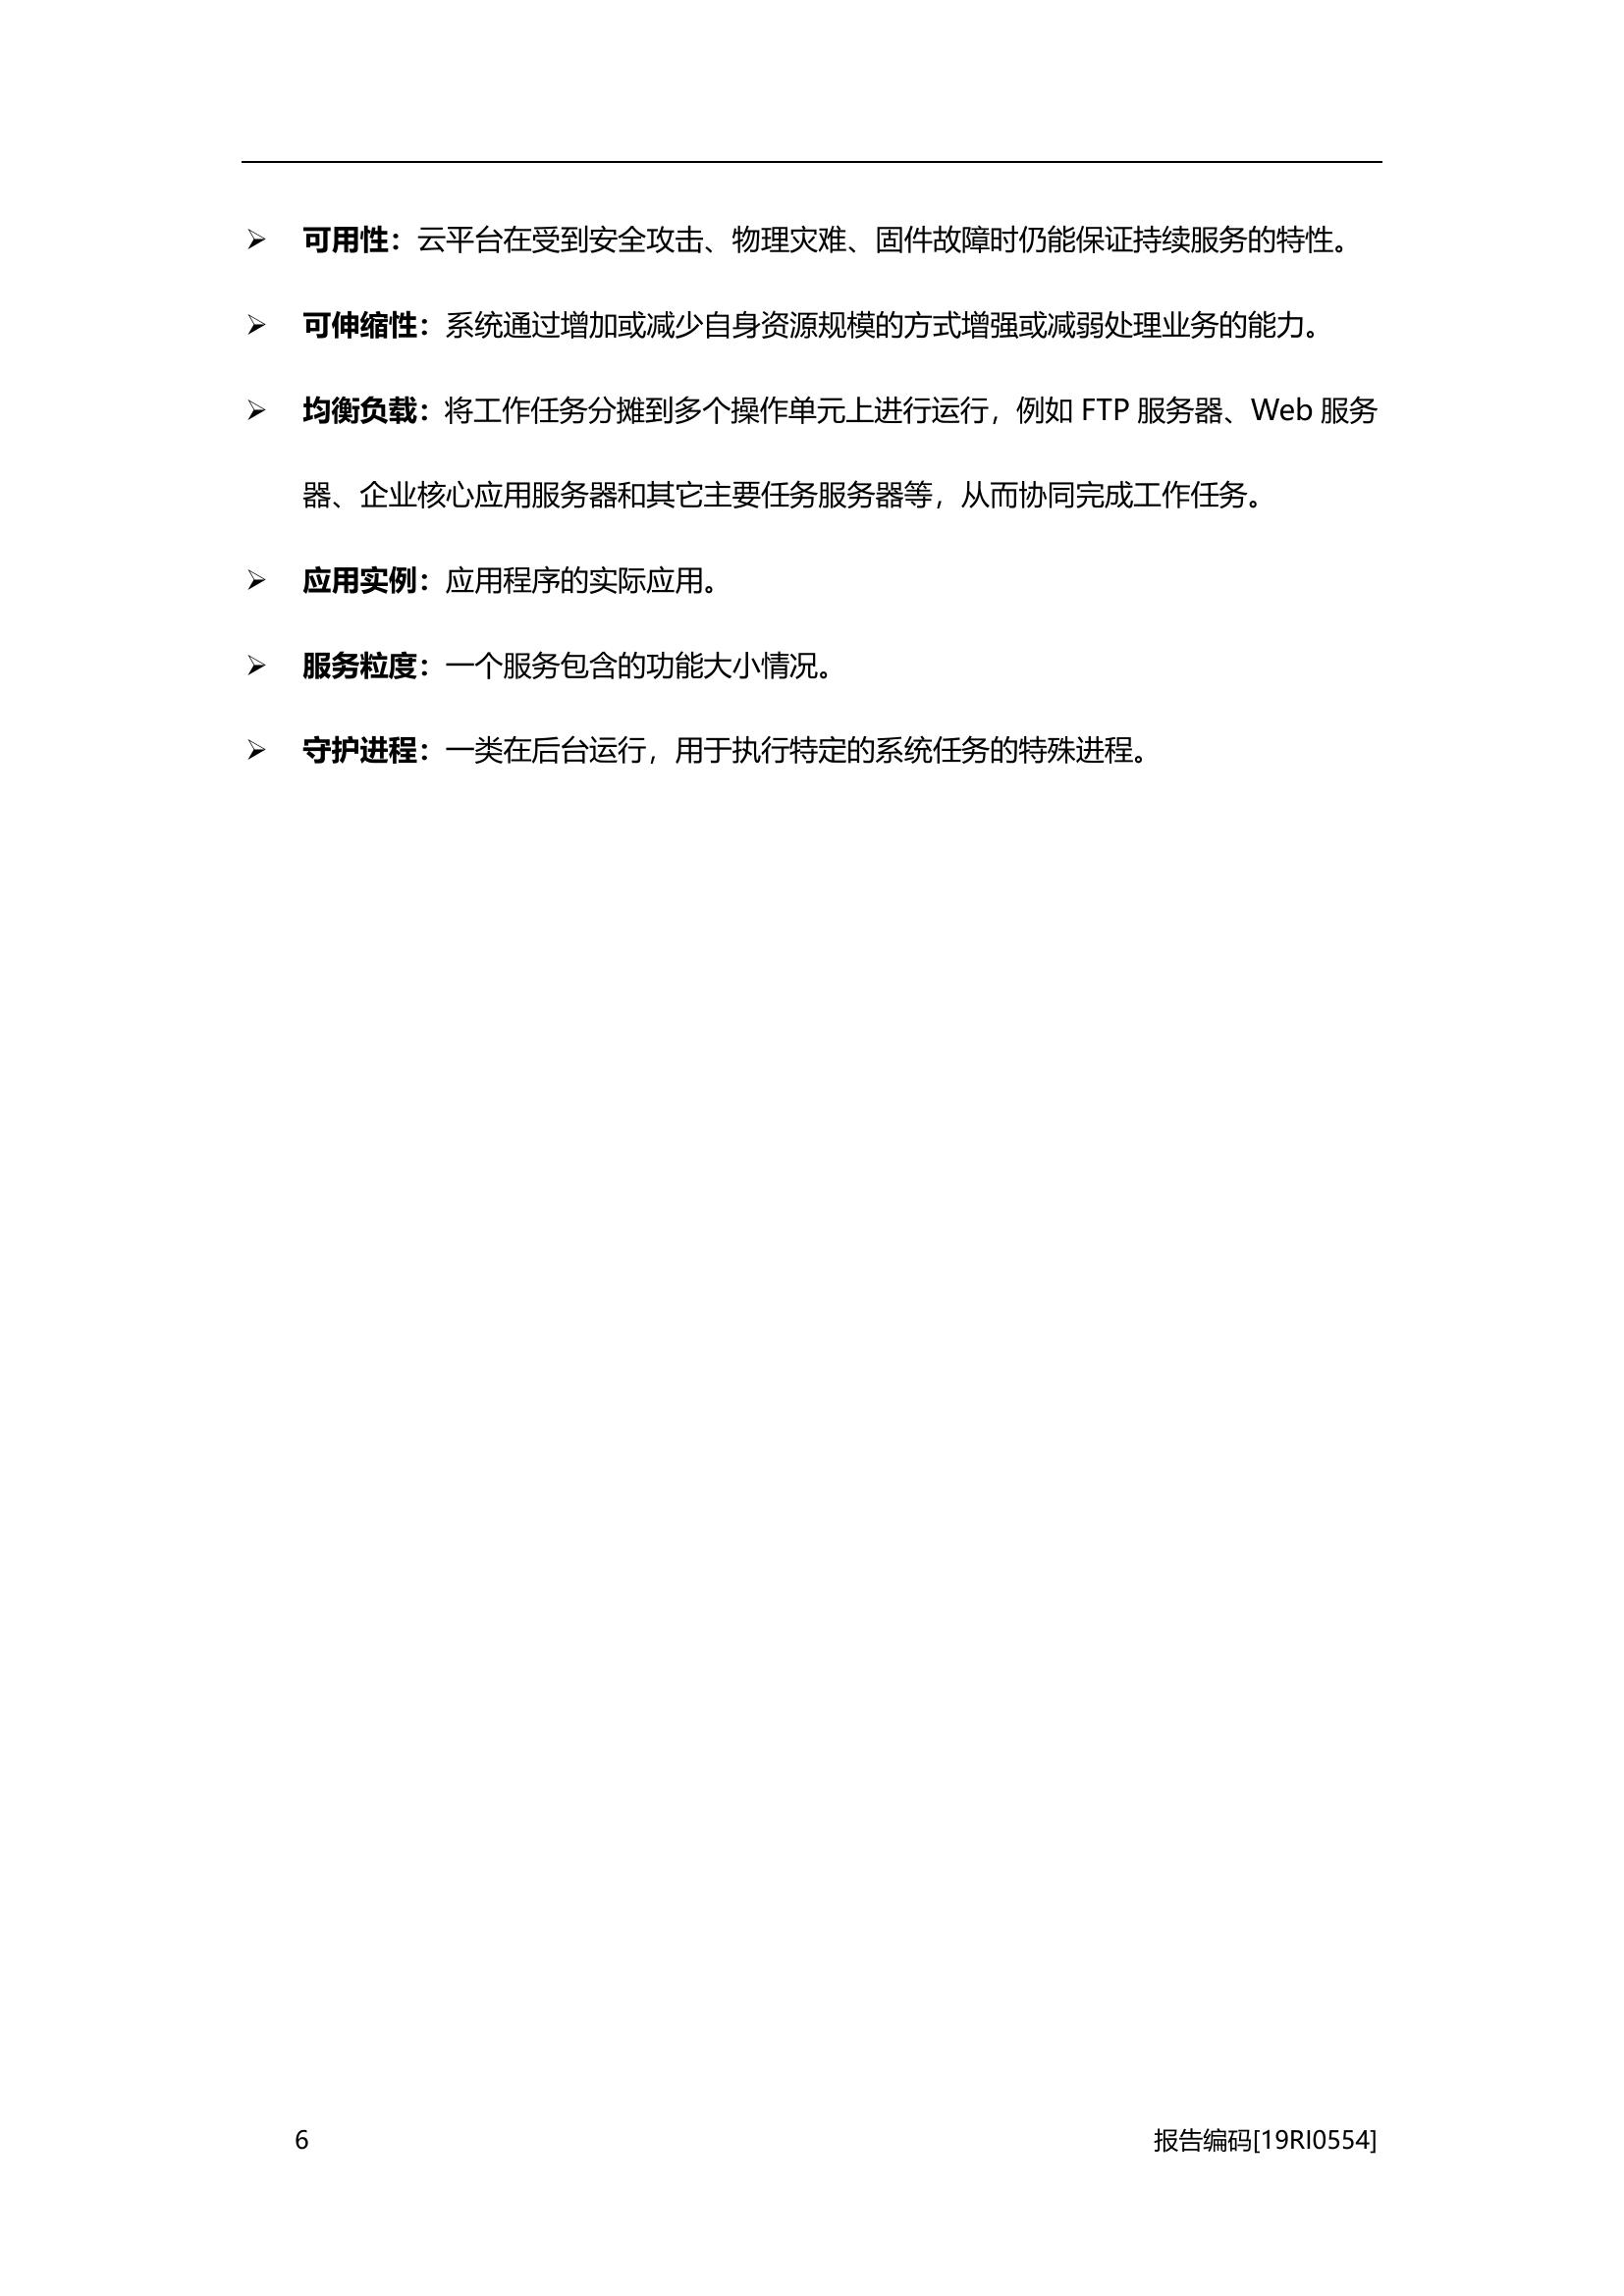 ➢ 可用性：云平台在受到安全攻击、物理灾难、固件故障时仍能保证持续服务的特性。
➢ 可伸缩性：系统通过增加或减少自身资源规模的方式增强或减弱处理业务的能力。
➢ 均衡负载：将工作任务分摊到多个操作单元上进行运行，例如 FTP 服务器、Web 服务
器、企业核心应用服务器和其它主要任务服务器等，从而协同完成工作任务。
➢ 应用实例：应用程序的实际应用。
➢ 服务粒度：一个服务包含的功能大小情况。
➢ 守护进程：一类在后台运行，用于执行特定的系统任务的特殊进程。
6 报告编码[19RI0554]